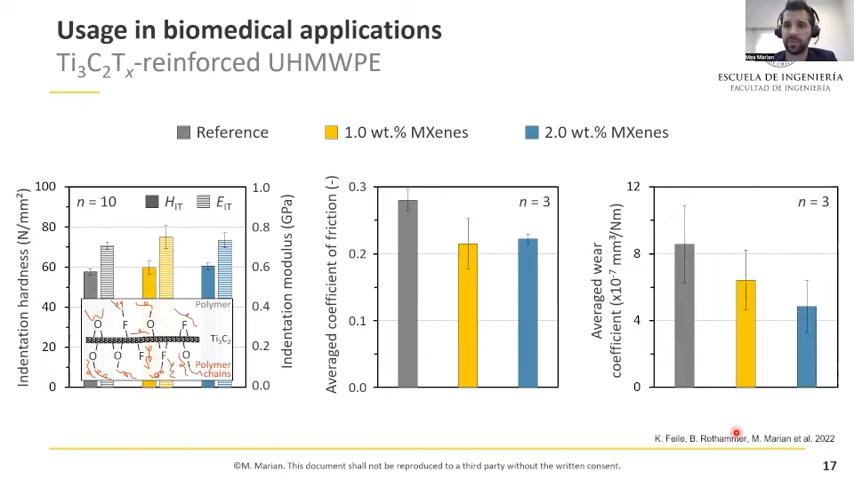 Usage in biomedical applications
Ti₃C₂Tₓ-reinforced UHMWPE
Max Marian
ESCUELA DE INGENIERÍA
FACULTAD DE INGENIERÍA
Reference
1.0 wt.% MXenes
2.0 wt.% MXenes
Indentation hardness (N/mm²)
100
80
60
40
20
0
n = 10
H_IT
E_IT
Polymer
O F O F
Ti₃C₂
O O F F O
Polymer
chains
1.0
0.8
0.6
0.4
0.2
0.0
Indentation modulus (GPa)
Averaged coefficient of friction (-)
0.3
0.2
0.1
0.0
n = 3
Averaged wear
coefficient (x10⁻⁷ mm³/Nm)
12
8
4
0
n = 3
K. Feile, B. Rothammer, M. Marian et al. 2022
©M. Marian. This document shall not be reproduced to a third party without the written consent.
17